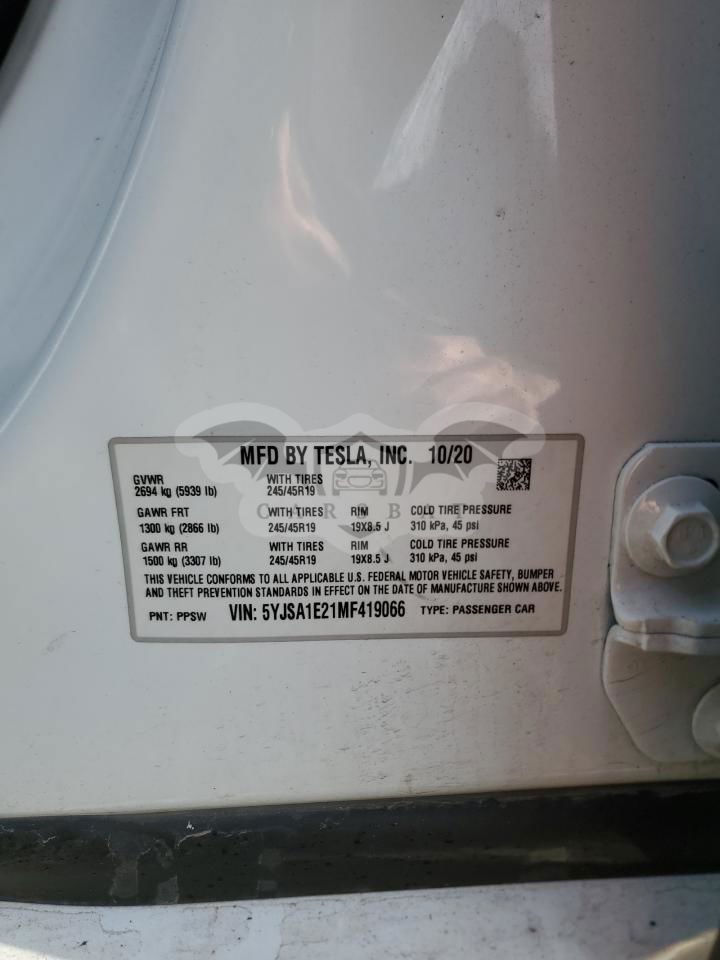 MFD BY TESLA, INC. 10/20
GVWR WITH TIRES
2694 kg (5939 lb) 245/45R19
GAWR FRT WITH TIRES RIM COLD TIRE PRESSURE
1300 kg (2866 lb) 245/45R19 19X8.5 J 310 kPa, 45 psi
GAWR RR WITH TIRES RIM COLD TIRE PRESSURE
1500 kg (3307 lb) 245/45R19 19X8.5 J 310 kPa, 45 psi
THIS VEHICLE CONFORMS TO ALL APPLICABLE U.S. FEDERAL MOTOR VEHICLE SAFETY, BUMPER
AND THEFT PREVENTION STANDARDS IN EFFECT ON THE DATE OF MANUFACTURE SHOWN ABOVE.
PNT: PPSW VIN: 5YJSA1E21MF419066 TYPE: PASSENGER CAR